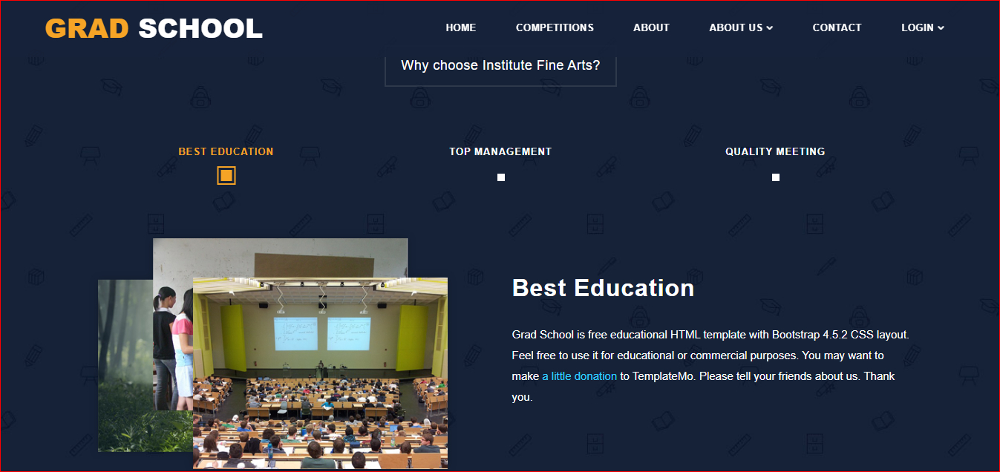 GRAD SCHOOL
HOME COMPETITIONS ABOUT ABOUT US CONTACT LOGIN
Why choose Institute Fine Arts?
BEST EDUCATION TOP MANAGEMENT QUALITY MEETING
Best Education
Grad School is free educational HTML template with Bootstrap 4.5.2 CSS layout.
Feel free to use it for educational or commercial purposes. You may want to
make a little donation to TemplateMo. Please tell your friends about us. Thank
you.